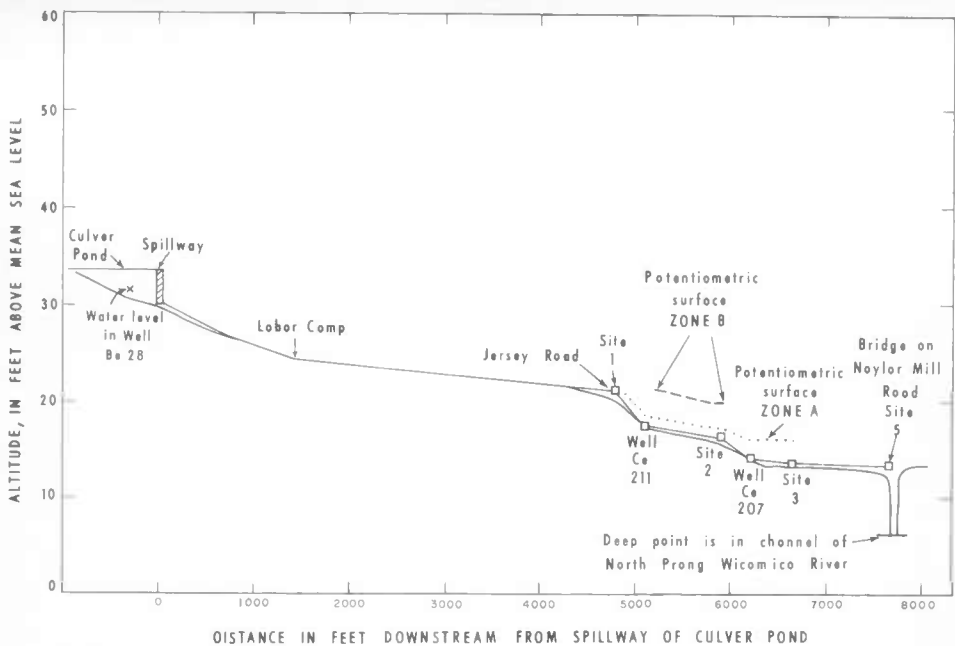 60
50
40
30
20
10
0
ALTITUDE, IN FEET ABOVE MEAN SEA LEVEL
Culver
Pond
Spillway
Water level
in Well
Be 28
Labor Camp
Jersey Road
Site
Potentiometric
surface
ZONE B
Potentiometric
surface
ZONE A
Bridge on
Naylor Mill
Road
Site
5
Well
Ce
211
Site
2
Well
Ce
207
Site
3
Deep point is in channel of
North Prong Wicomico River
0
1000
2000
3000
4000
5000
6000
7000
8000
DISTANCE IN FEET DOWNSTREAM FROM SPILLWAY OF CULVER POND